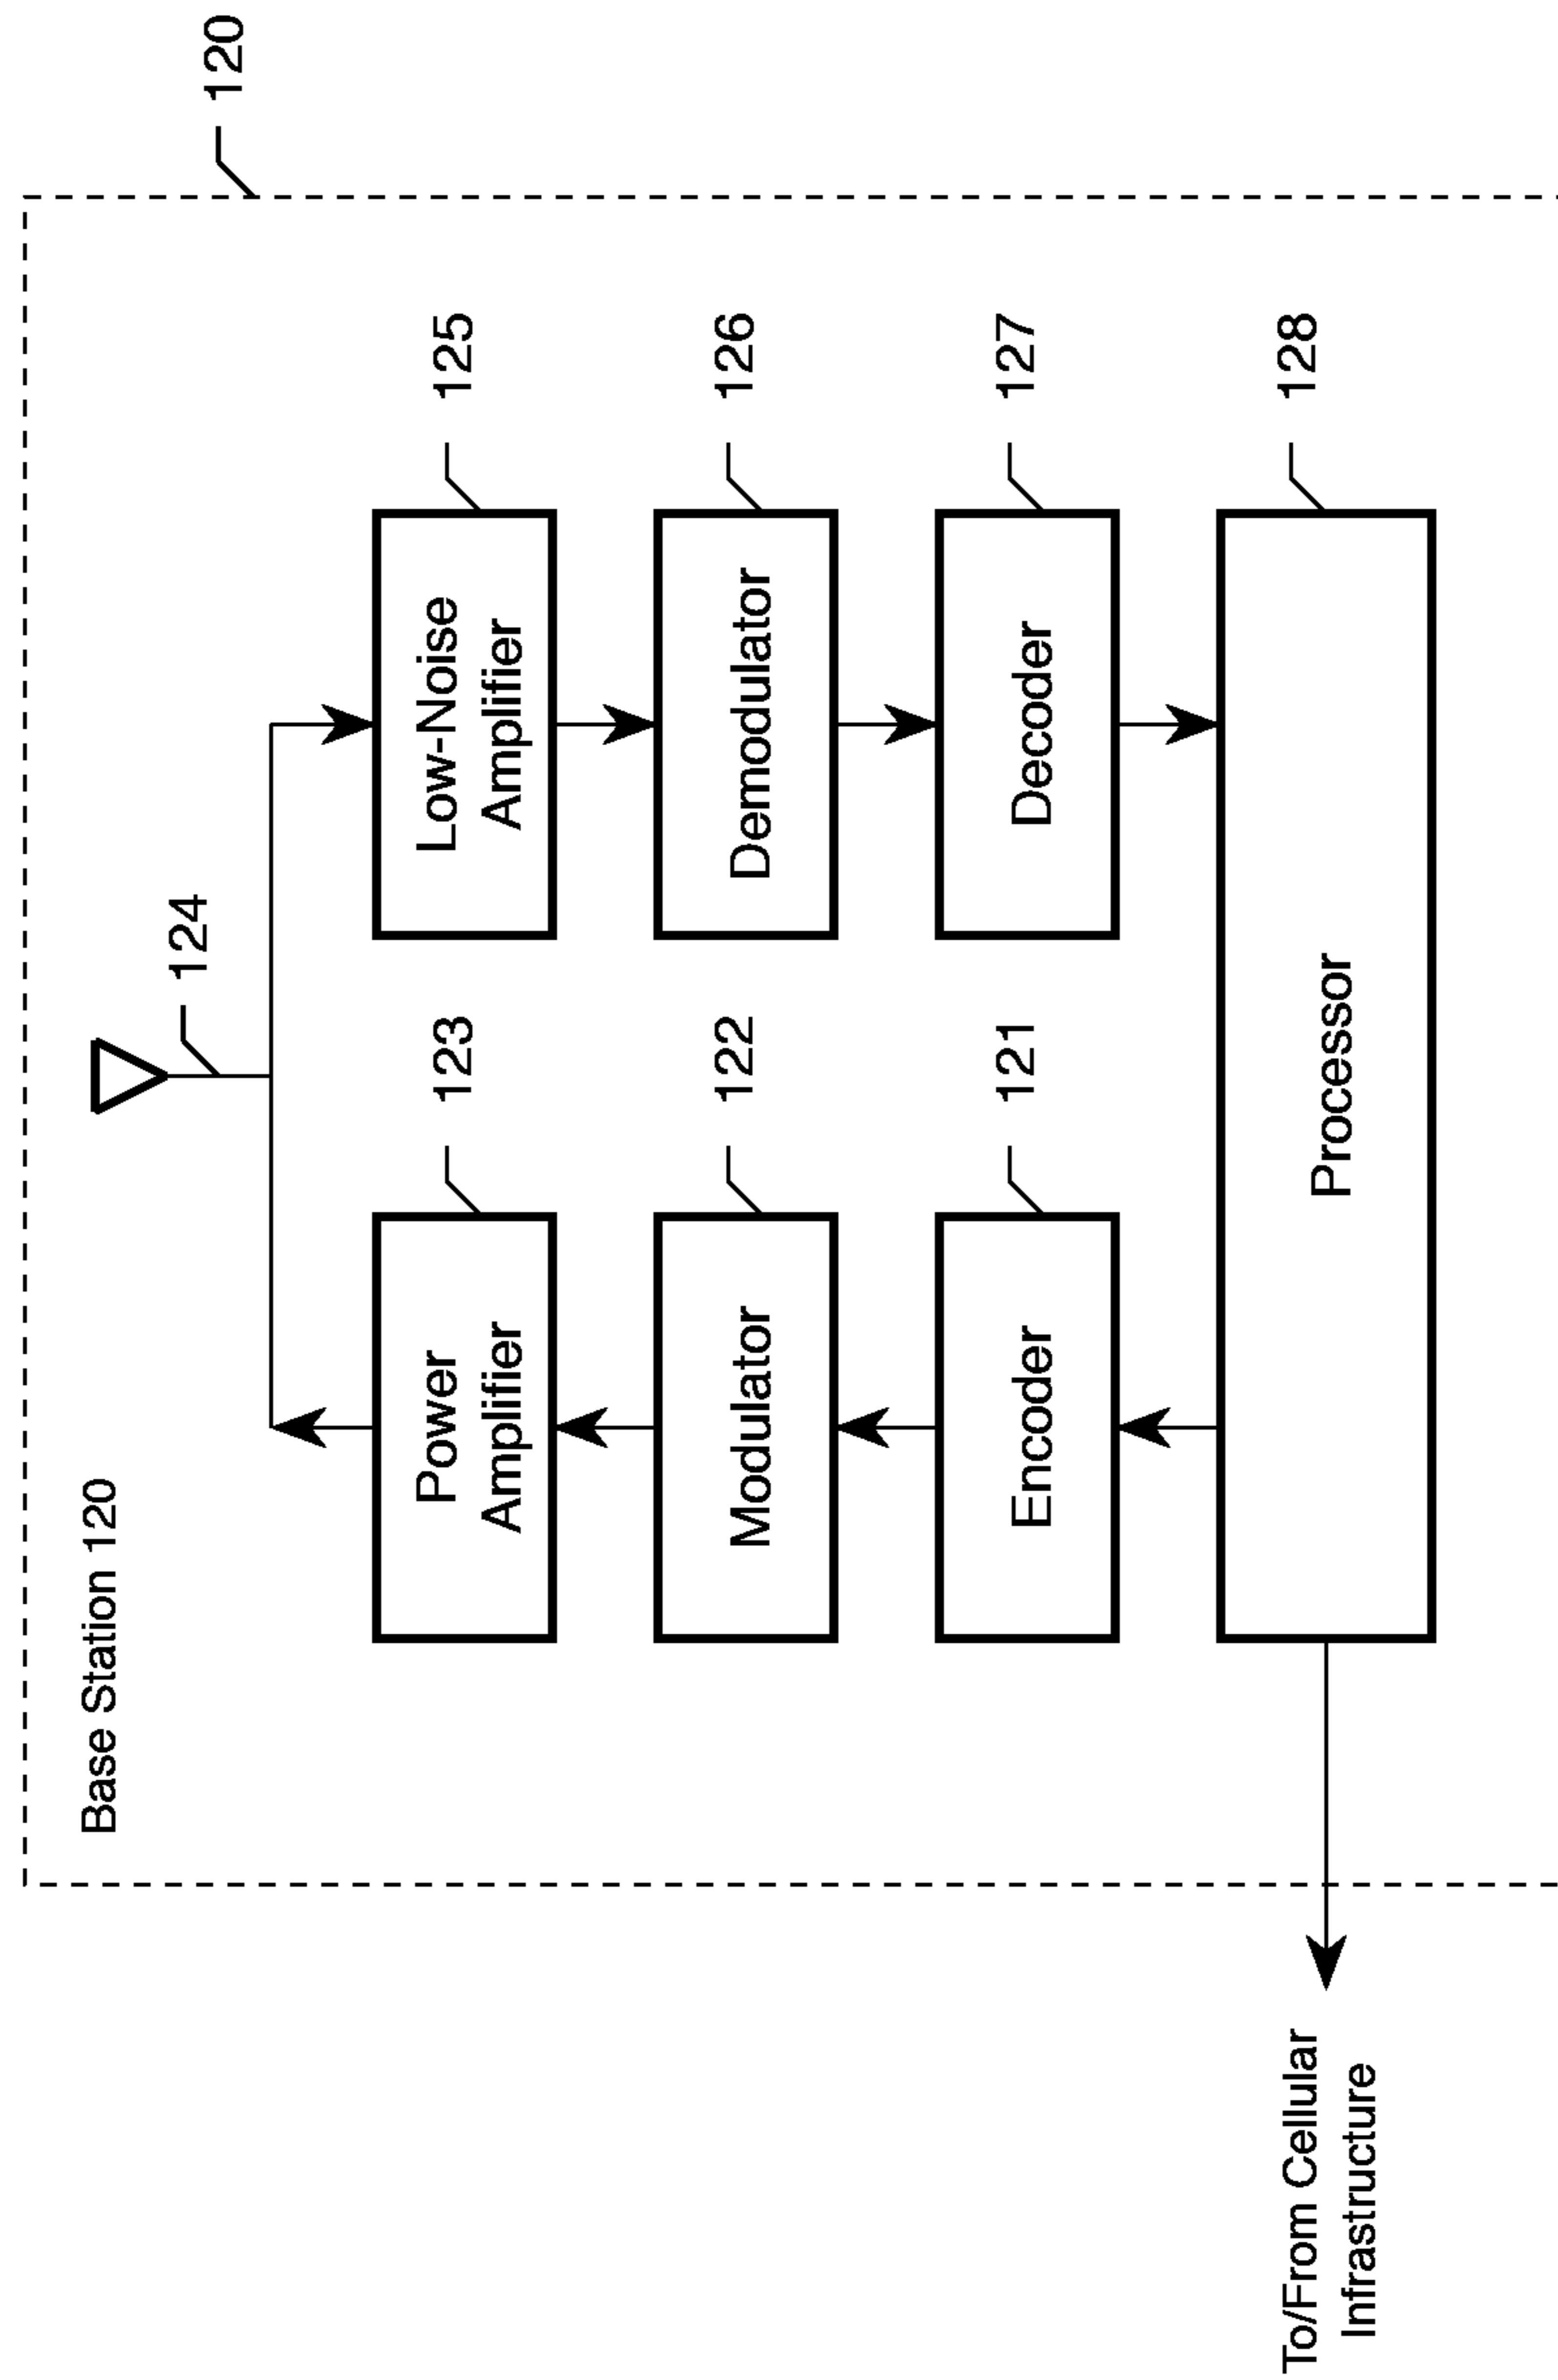 Base Station 120
120
124
Power
Amplifier
123
Low-Noise
Amplifier
125
Modulator
122
Demodulator
126
Encoder
121
Decoder
127
Processor
128
To/From Cellular
Infrastructure